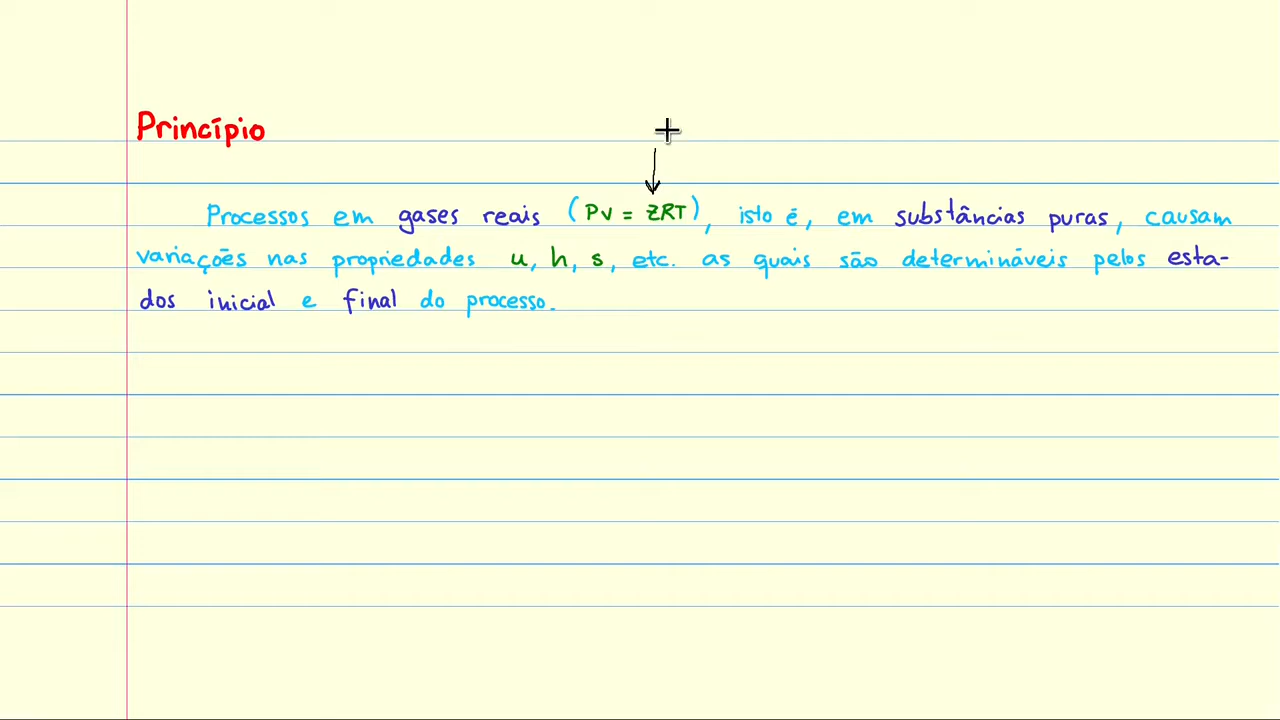 Princípio
Processos em gases reais (Pv = ZRT), isto é, em substâncias puras, causam
variações nas propriedades u, h, s, etc. as quais são determináveis pelos esta-
dos inicial e final do processo.